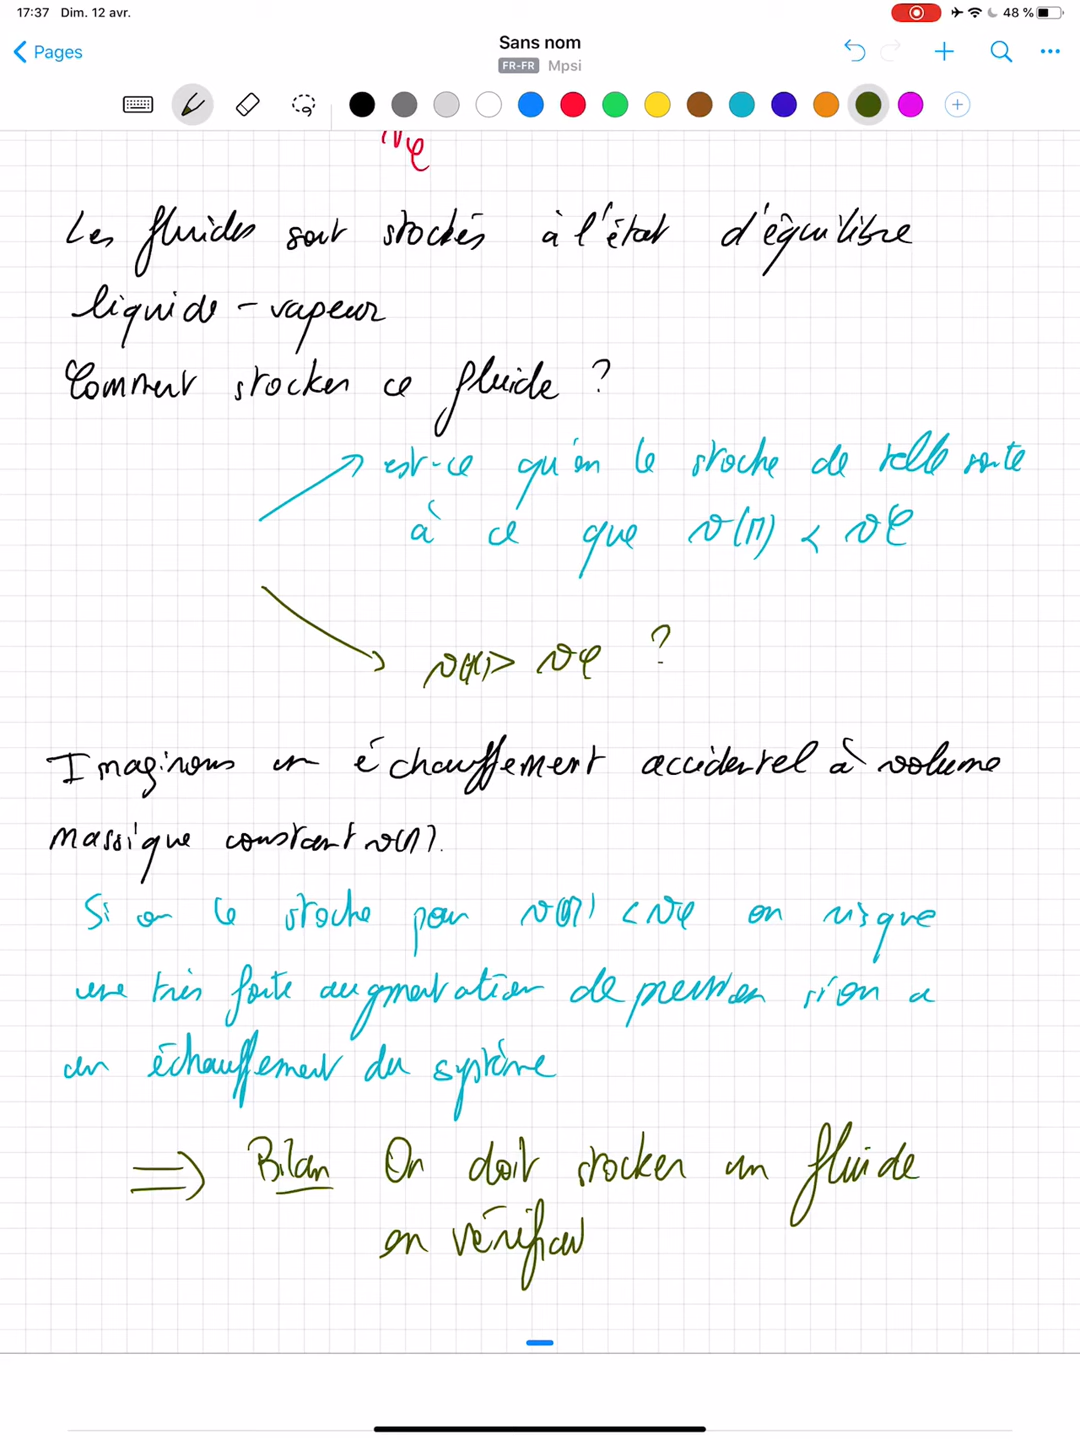 17:37 Dim. 12 avr.
48 %
Pages
Sans nom
FR-FR Mpsi
Les fluides sont stockés à l'état d'équilibre
liquide - vapeur
Comment stocker ce fluide ?
est-ce qu'on le stocke de telle sorte
à ce que v(M) < vC
v(M) > vC ?
Imaginons un échauffement accidentel à volume
massique constant v(M).
Si on le stocke pour v(M) < vC on risque
une très forte augmentation de pression si on a
un échauffement du système
⇒ Bilan On doit stocker un fluide
en vérifiant